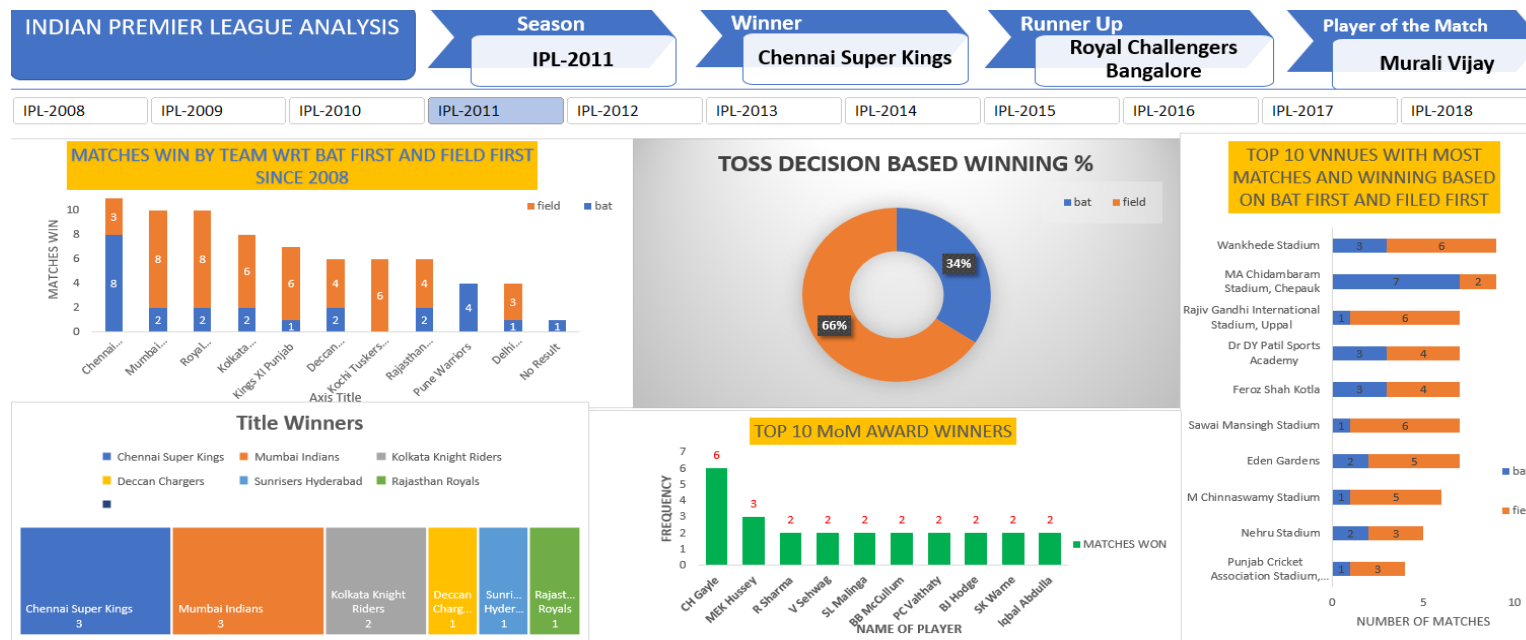 INDIAN PREMIER LEAGUE ANALYSIS
Season
IPL-2011
Winner
Chennai Super Kings
Runner Up
Royal Challengers
Bangalore
Player of the Match
Murali Vijay
IPL-2008
IPL-2009
IPL-2010
IPL-2011
IPL-2012
IPL-2013
IPL-2014
IPL-2015
IPL-2016
IPL-2017
IPL-2018
MATCHES WIN BY TEAM WRT BAT FIRST AND FIELD FIRST
SINCE 2008
field
bat
MATCHES WIN
10
8
6
4
2
0
3
8
8
2
8
2
6
2
6
1
4
2
6
4
2
4
3
1
1
Chennai...
Mumbai...
Royal...
Kolkata...
Kings XI Punjab
Deccan...
Kochi Tuskers...
Rajasthan...
Pune Warriors
Delhi...
No Result
Axis Title
TOSS DECISION BASED WINNING %
bat
field
34%
66%
TOP 10 VNNUES WITH MOST
MATCHES AND WINNING BASED
ON BAT FIRST AND FILED FIRST
Wankhede Stadium
3 6
MA Chidambaram
Stadium, Chepauk
7 2
Rajiv Gandhi International
Stadium, Uppal
1 6
Dr DY Patil Sports
Academy
3 4
Feroz Shah Kotla
3 4
Sawai Mansingh Stadium
1 6
Eden Gardens
2 5
M Chinnaswamy Stadium
1 5
Nehru Stadium
2 3
Punjab Cricket
Association Stadium,...
1 3
0 5 10
NUMBER OF MATCHES
ba
fie
Title Winners
Chennai Super Kings
Mumbai Indians
Kolkata Knight Riders
Deccan Chargers
Sunrisers Hyderabad
Rajasthan Royals
Chennai Super Kings
3
Mumbai Indians
3
Kolkata Knight
Riders
2
Deccan
Charg...
1
Sunri...
Hyder...
1
Rajast...
Royals
1
TOP 10 MoM AWARD WINNERS
FREQUENCY
7
6
5
4
3
2
1
0
6
3
2
2
2
2
2
2
2
2
CH Gayle
MEK Hussey
R Sharma
V Sehwag
SL Malinga
BB McCullum
PC Valthaty
BJ Hodge
SK Warne
Iqbal Abdulla
NAME OF PLAYER
MATCHES WON